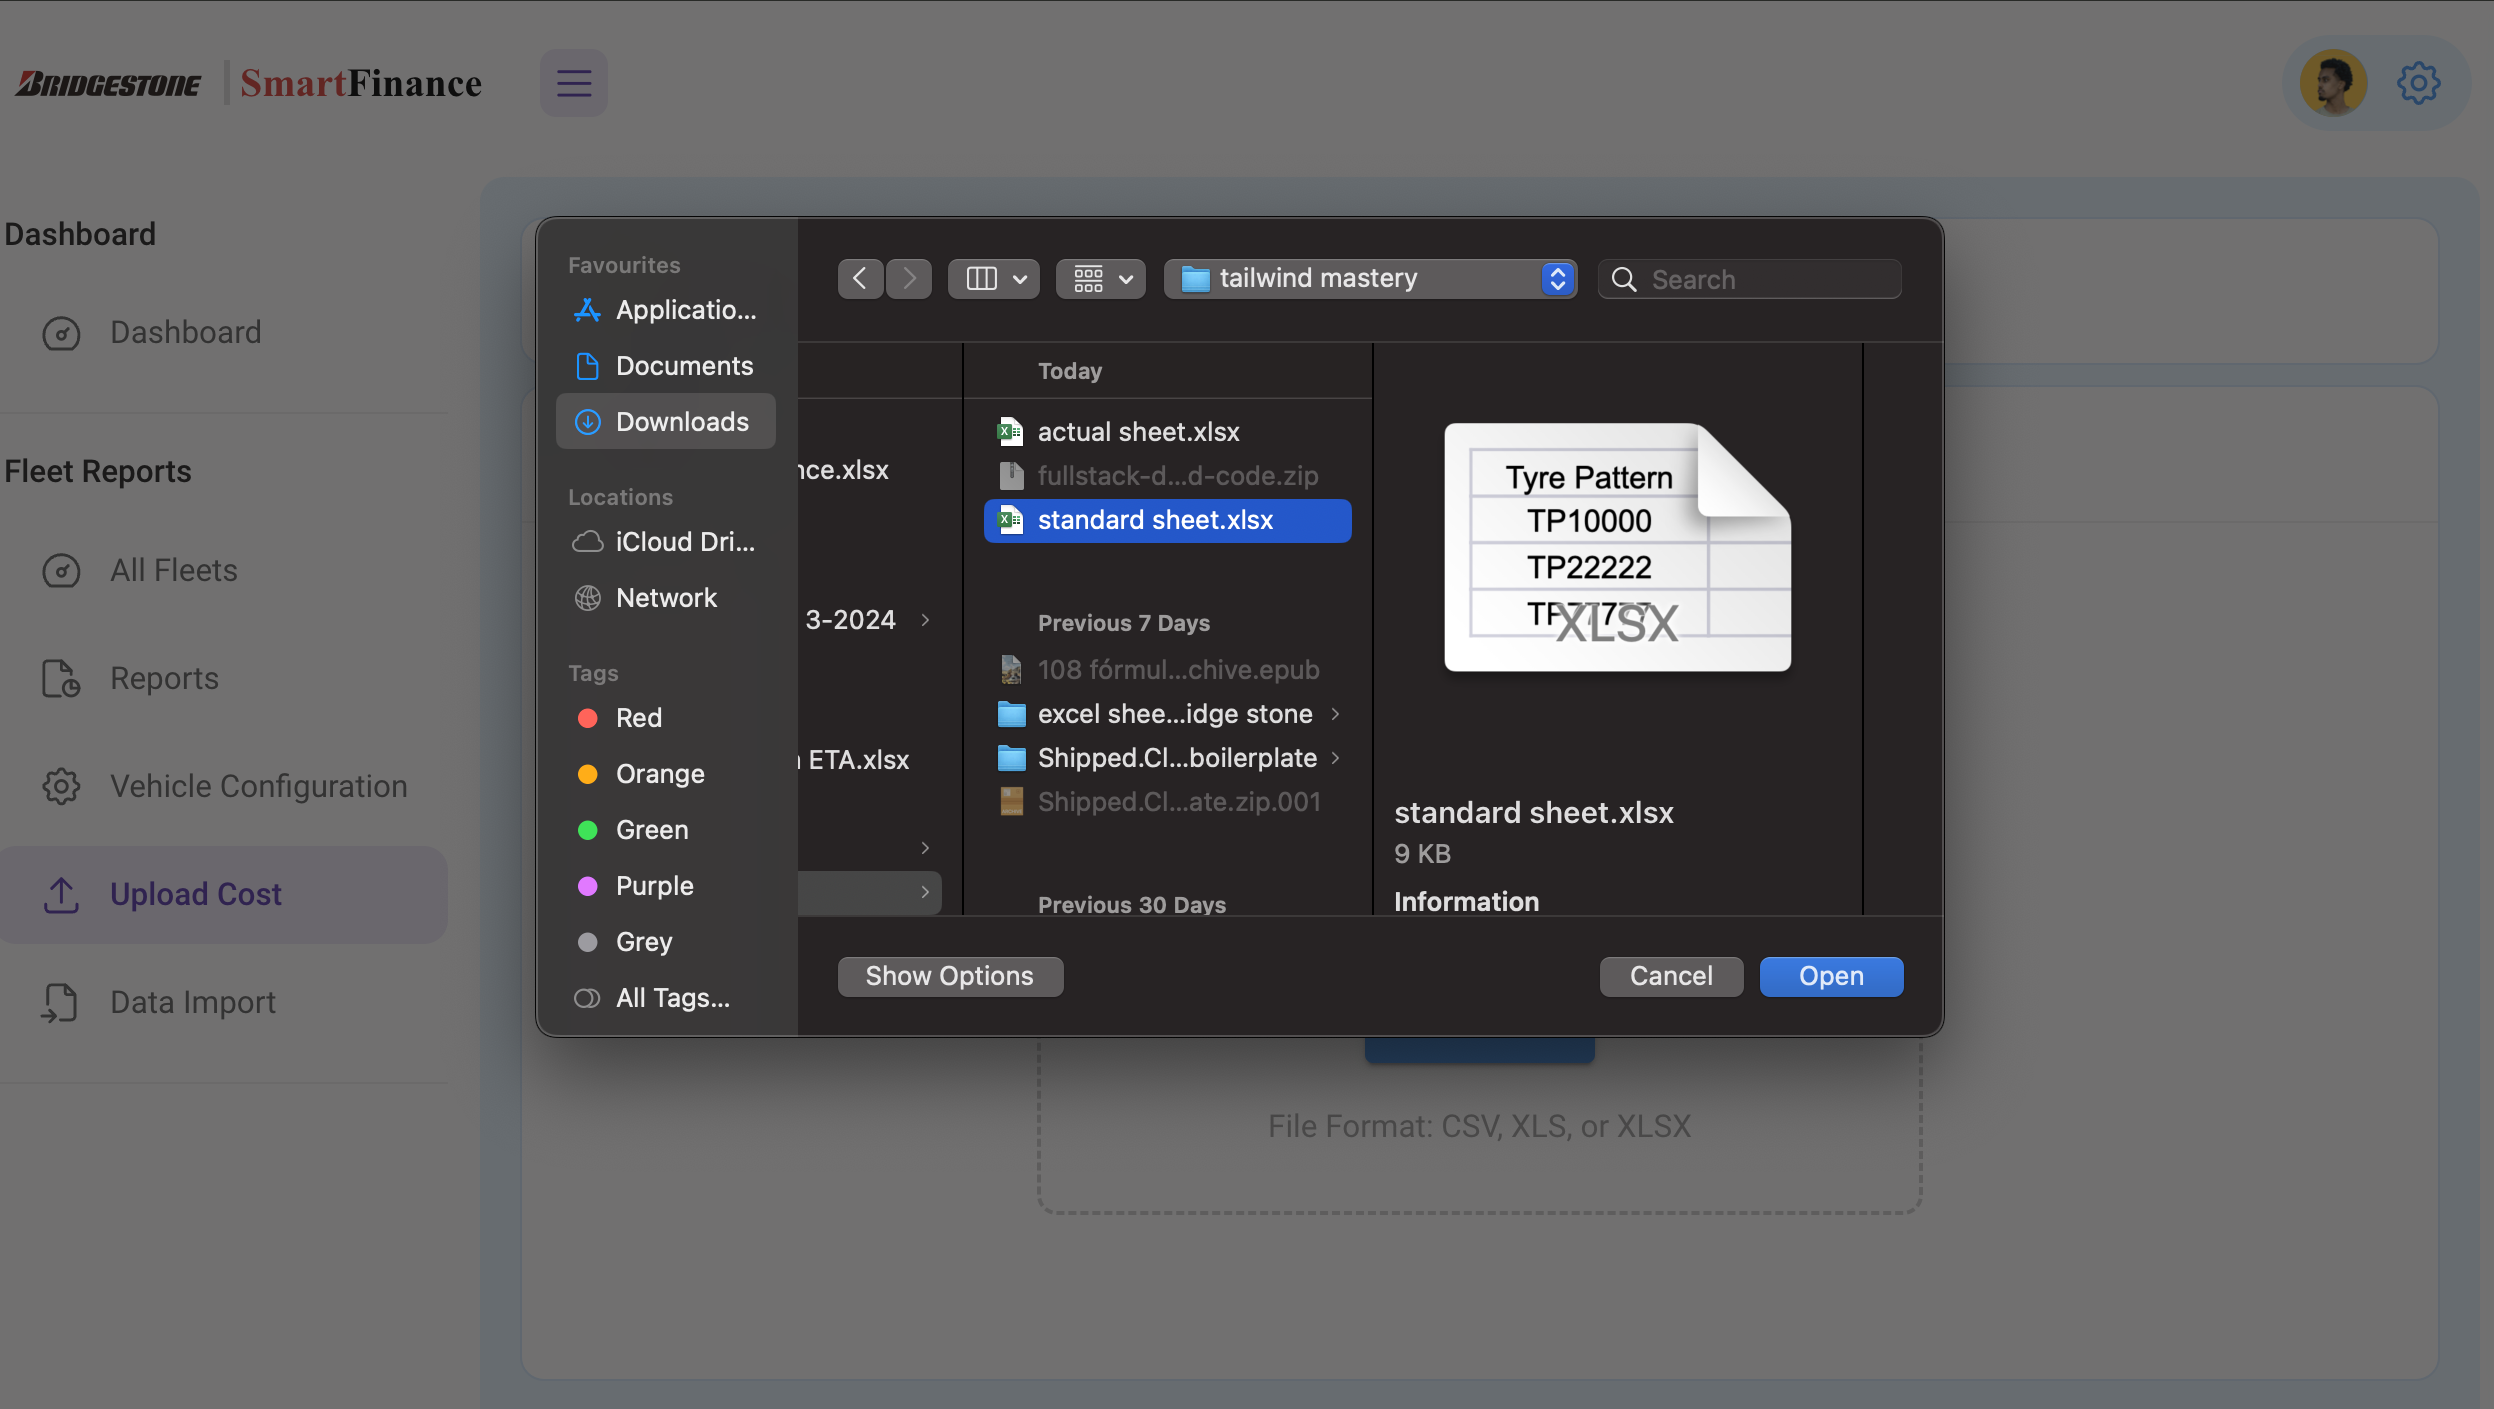 BRIDGESTONE
SmartFinance
Dashboard
Dashboard
Fleet Reports
All Fleets
Reports
Vehicle Configuration
Upload Cost
Data Import
Favourites
Applicatio...
Documents
Downloads
Locations
iCloud Dri...
Network
Tags
Red
Orange
Green
Purple
Grey
All Tags...
tailwind mastery
Search
nce.xlsx
3-2024
ETA.xlsx
Today
actual sheet.xlsx
fullstack-d...d-code.zip
standard sheet.xlsx
Previous 7 Days
108 fórmul...chive.epub
excel shee...idge stone
Shipped.Cl...boilerplate
Shipped.Cl...ate.zip.001
Previous 30 Days
Tyre Pattern
TP10000
TP22222
XLSX
standard sheet.xlsx
9 KB
Information
Show Options
Cancel
Open
File Format: CSV, XLS, or XLSX